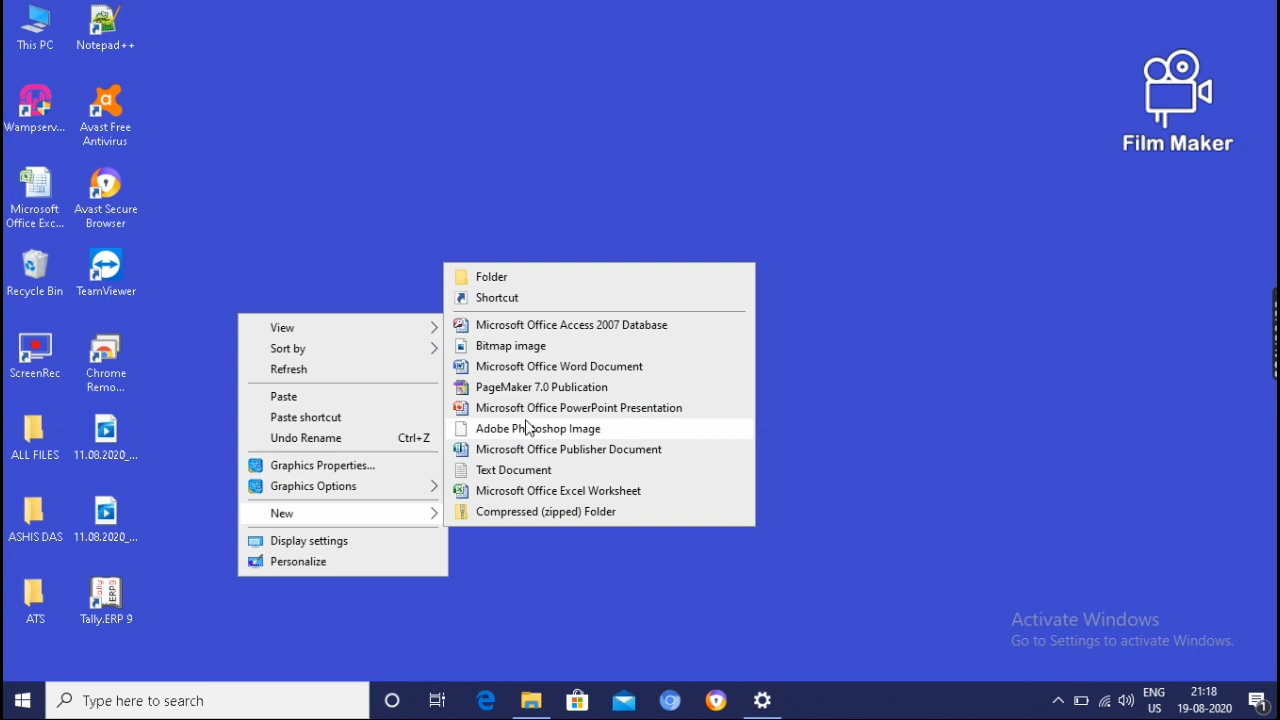 This PC
Notepad++
Film Maker
Wampserv...
Avast Free
Antivirus
Microsoft
Office Exc...
Avast Secure
Browser
Recycle Bin
TeamViewer
ScreenRec
Chrome
Remo...
ALL FILES
11.08.2020_...
ASHIS DAS
11.08.2020_...
ATS
Tally.ERP 9
View
Sort by
Refresh
Paste
Paste shortcut
Undo Rename Ctrl+Z
Graphics Properties...
Graphics Options
New
Display settings
Personalize
Folder
Shortcut
Microsoft Office Access 2007 Database
Bitmap image
Microsoft Office Word Document
PageMaker 7.0 Publication
Microsoft Office PowerPoint Presentation
Adobe Photoshop Image
Microsoft Office Publisher Document
Text Document
Microsoft Office Excel Worksheet
Compressed (zipped) Folder
Activate Windows
Go to Settings to activate Windows.
Type here to search
ENG
US
21:18
19-08-2020
1